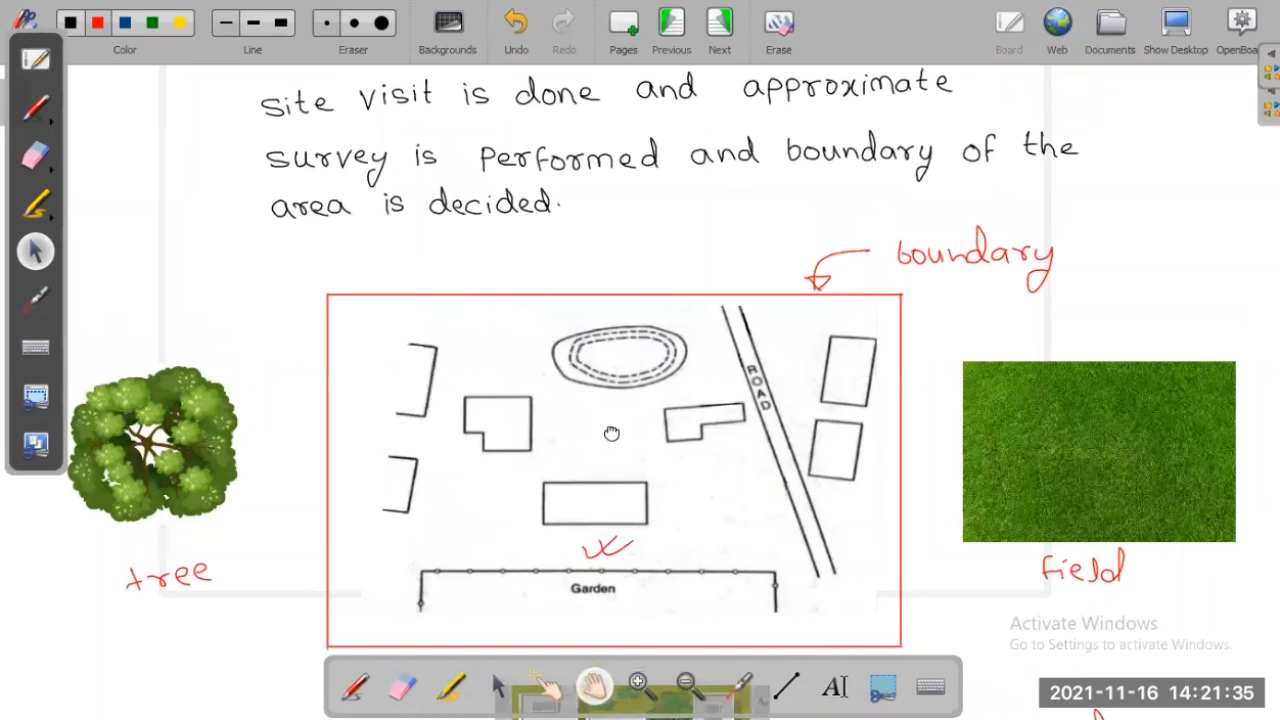 Color
Line
Eraser
Backgrounds
Undo
Redo
Pages
Previous
Next
Erase
Board
Web
Documents
Show Desktop
OpenBoa
Site visit is done and approximate
survey is performed and boundary of the
area is decided.
boundary
ROAD
tree
Garden
field
Activate Windows
Go to Settings to activate Windows.
AI
2021-11-16 14:21:35